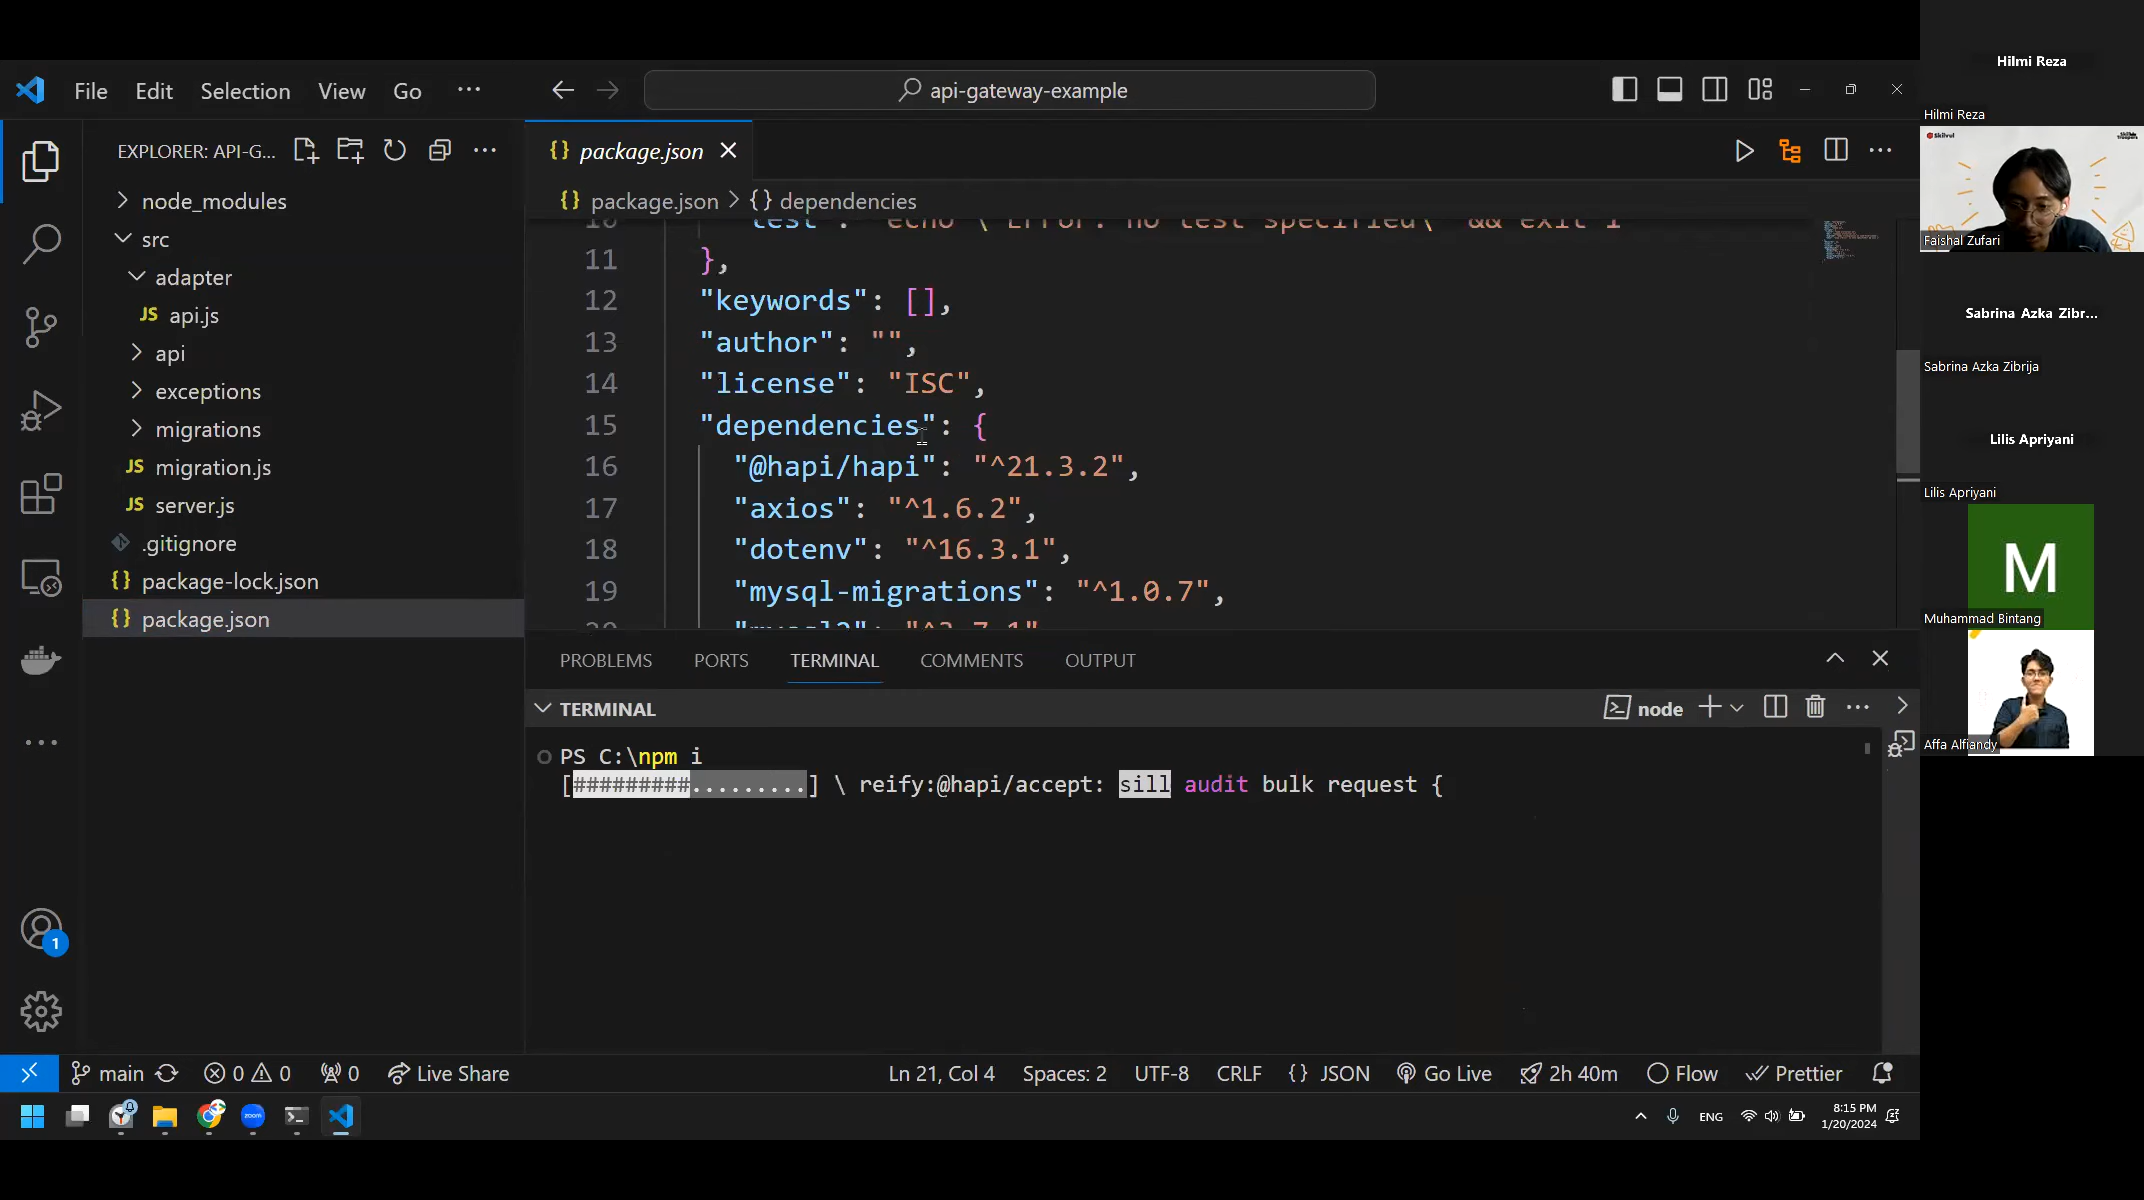 File Edit Selection View Go ···
api-gateway-example
EXPLORER: API-G...
node_modules
src
adapter
JS api.js
api
exceptions
migrations
JS migration.js
JS server.js
.gitignore
{} package-lock.json
{} package.json
{} package.json
{} package.json > {} dependencies
10 test": "echo \"Error: no test specified\" && exit 1
11 },
12 "keywords": [],
13 "author": "",
14 "license": "ISC",
15 "dependencies": {
16 "@hapi/hapi": "^21.3.2",
17 "axios": "^1.6.2",
18 "dotenv": "^16.3.1",
19 "mysql-migrations": "^1.0.7",
20 "mysql2": "^3.7.1"
PROBLEMS PORTS TERMINAL COMMENTS OUTPUT
TERMINAL
node
PS C:\npm i
[#########.........] \ reify:@hapi/accept: sill audit bulk request {
1
main 0 0 0 Live Share
Ln 21, Col 4 Spaces: 2 UTF-8 CRLF {} JSON Go Live 2h 40m Flow Prettier
zoom
ENG
8:15 PM
1/20/2024
Hilmi Reza
Hilmi Reza
Skilvul
Faishal Zufari
Sabrina Azka Zibr...
Sabrina Azka Zibrija
Lilis Apriyani
Lilis Apriyani
M
Muhammad Bintang
Affa Alfiandy